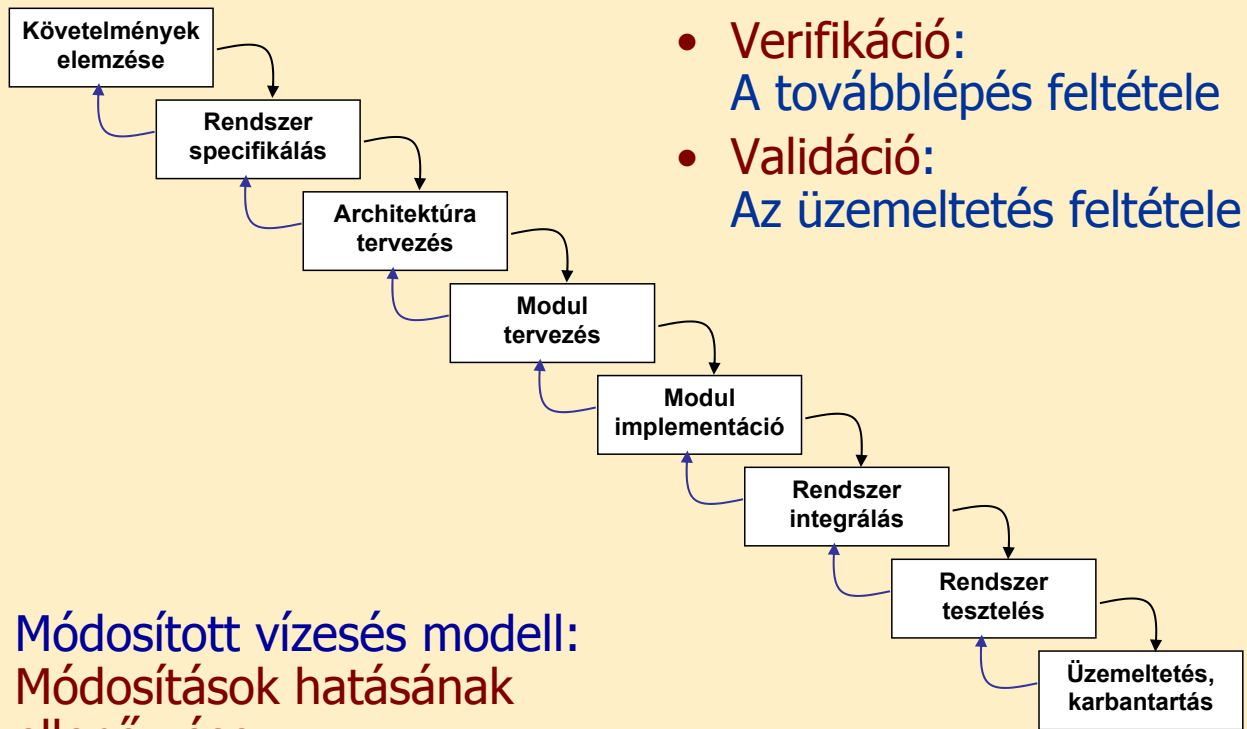 Követelmények
elemzése
• Verifikáció:
A továbblépés feltétele
• Validáció:
Az üzemeltetés feltétele
Rendszer
specifikálás
Architektúra
tervezés
Modul
tervezés
Modul
implementáció
Rendszer
integrálás
Rendszer
tesztelés
Üzemeltetés,
karbantartás
Módosított vízesés modell:
Módosítások hatásának